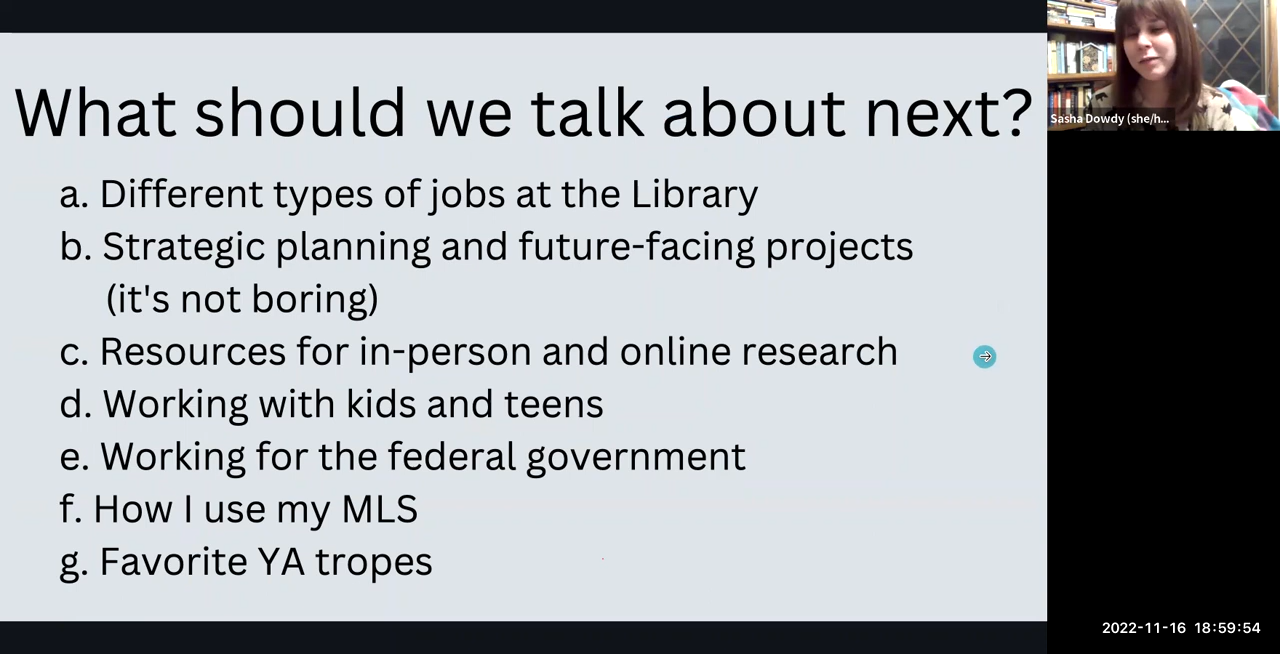 What should we talk about next?
a. Different types of jobs at the Library
b. Strategic planning and future-facing projects
(it's not boring)
c. Resources for in-person and online research
d. Working with kids and teens
e. Working for the federal government
f. How I use my MLS
g. Favorite YA tropes
Sasha Dowdy (she/h...
2022-11-16 18:59:54